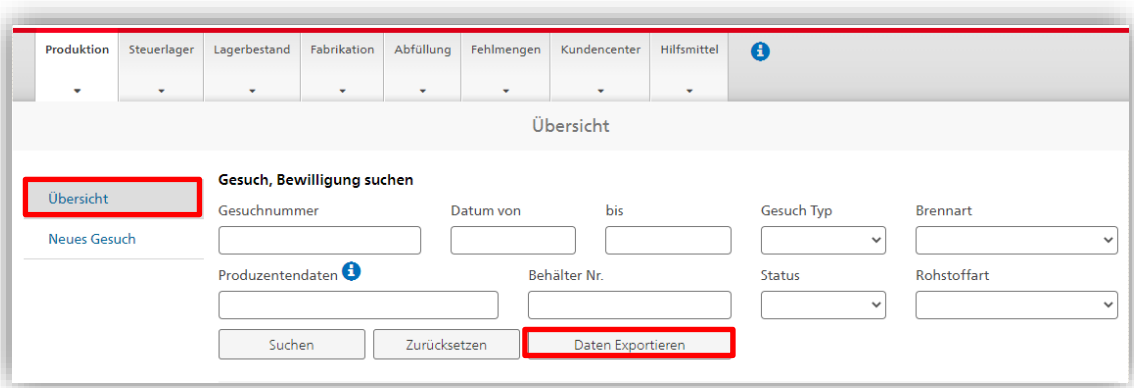 Produktion Steuerlager Lagerbestand Fabrikation Abfüllung Fehlmengen Kundencenter Hilfsmittel i
Übersicht
Übersicht
Neues Gesuch
Gesuch, Bewilligung suchen
Gesuchnummer Datum von bis Gesuch Typ Brennart
Produzentendaten i Behälter Nr. Status Rohstoffart
Suchen Zurücksetzen Daten Exportieren